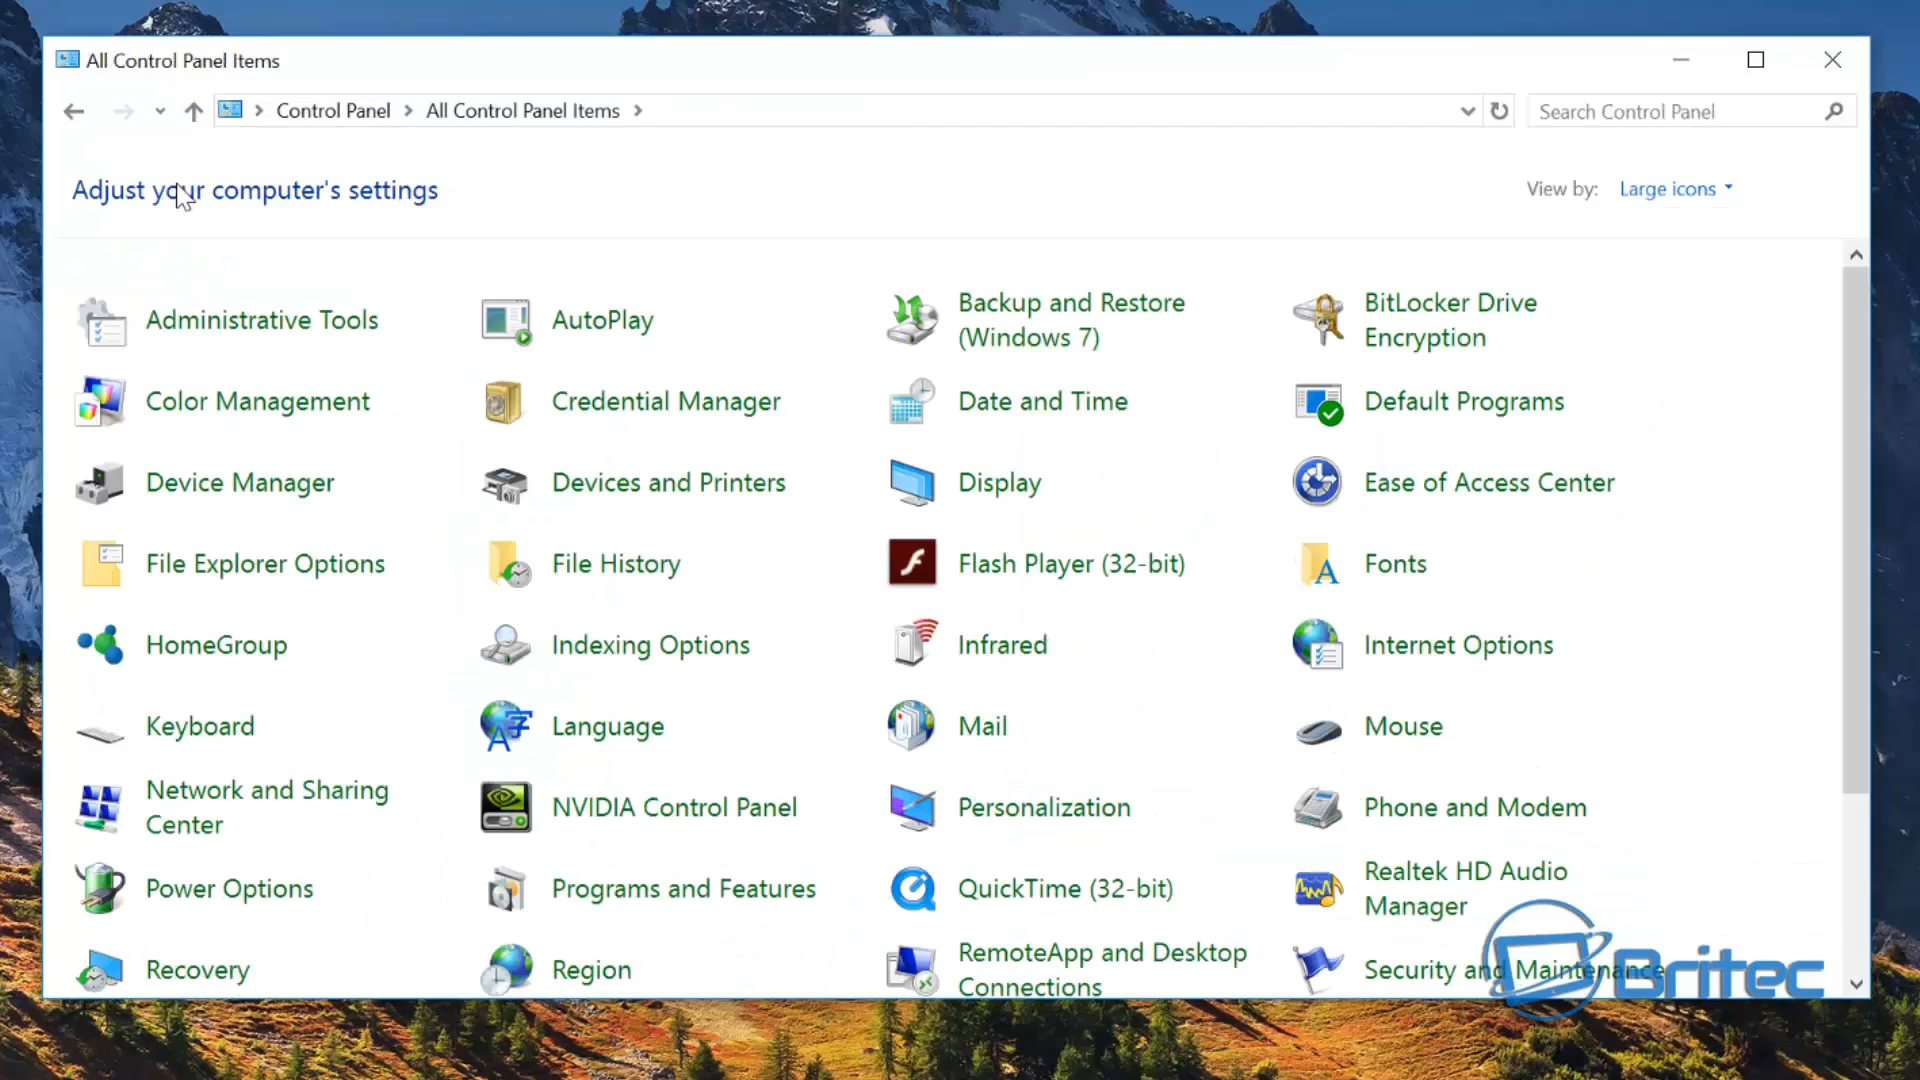 All Control Panel Items
Control Panel
All Control Panel Items
Search Control Panel
Adjust your computer's settings
View by:
Large icons
Administrative Tools
AutoPlay
Backup and Restore
(Windows 7)
BitLocker Drive
Encryption
Color Management
Credential Manager
Date and Time
Default Programs
Device Manager
Devices and Printers
Display
Ease of Access Center
File Explorer Options
File History
Flash Player (32-bit)
Fonts
HomeGroup
Indexing Options
Infrared
Internet Options
Keyboard
Language
Mail
Mouse
Network and Sharing
Center
NVIDIA Control Panel
Personalization
Phone and Modem
Power Options
Programs and Features
QuickTime (32-bit)
Realtek HD Audio
Manager
Recovery
Region
RemoteApp and Desktop
Connections
Security and Maintenance
Britec